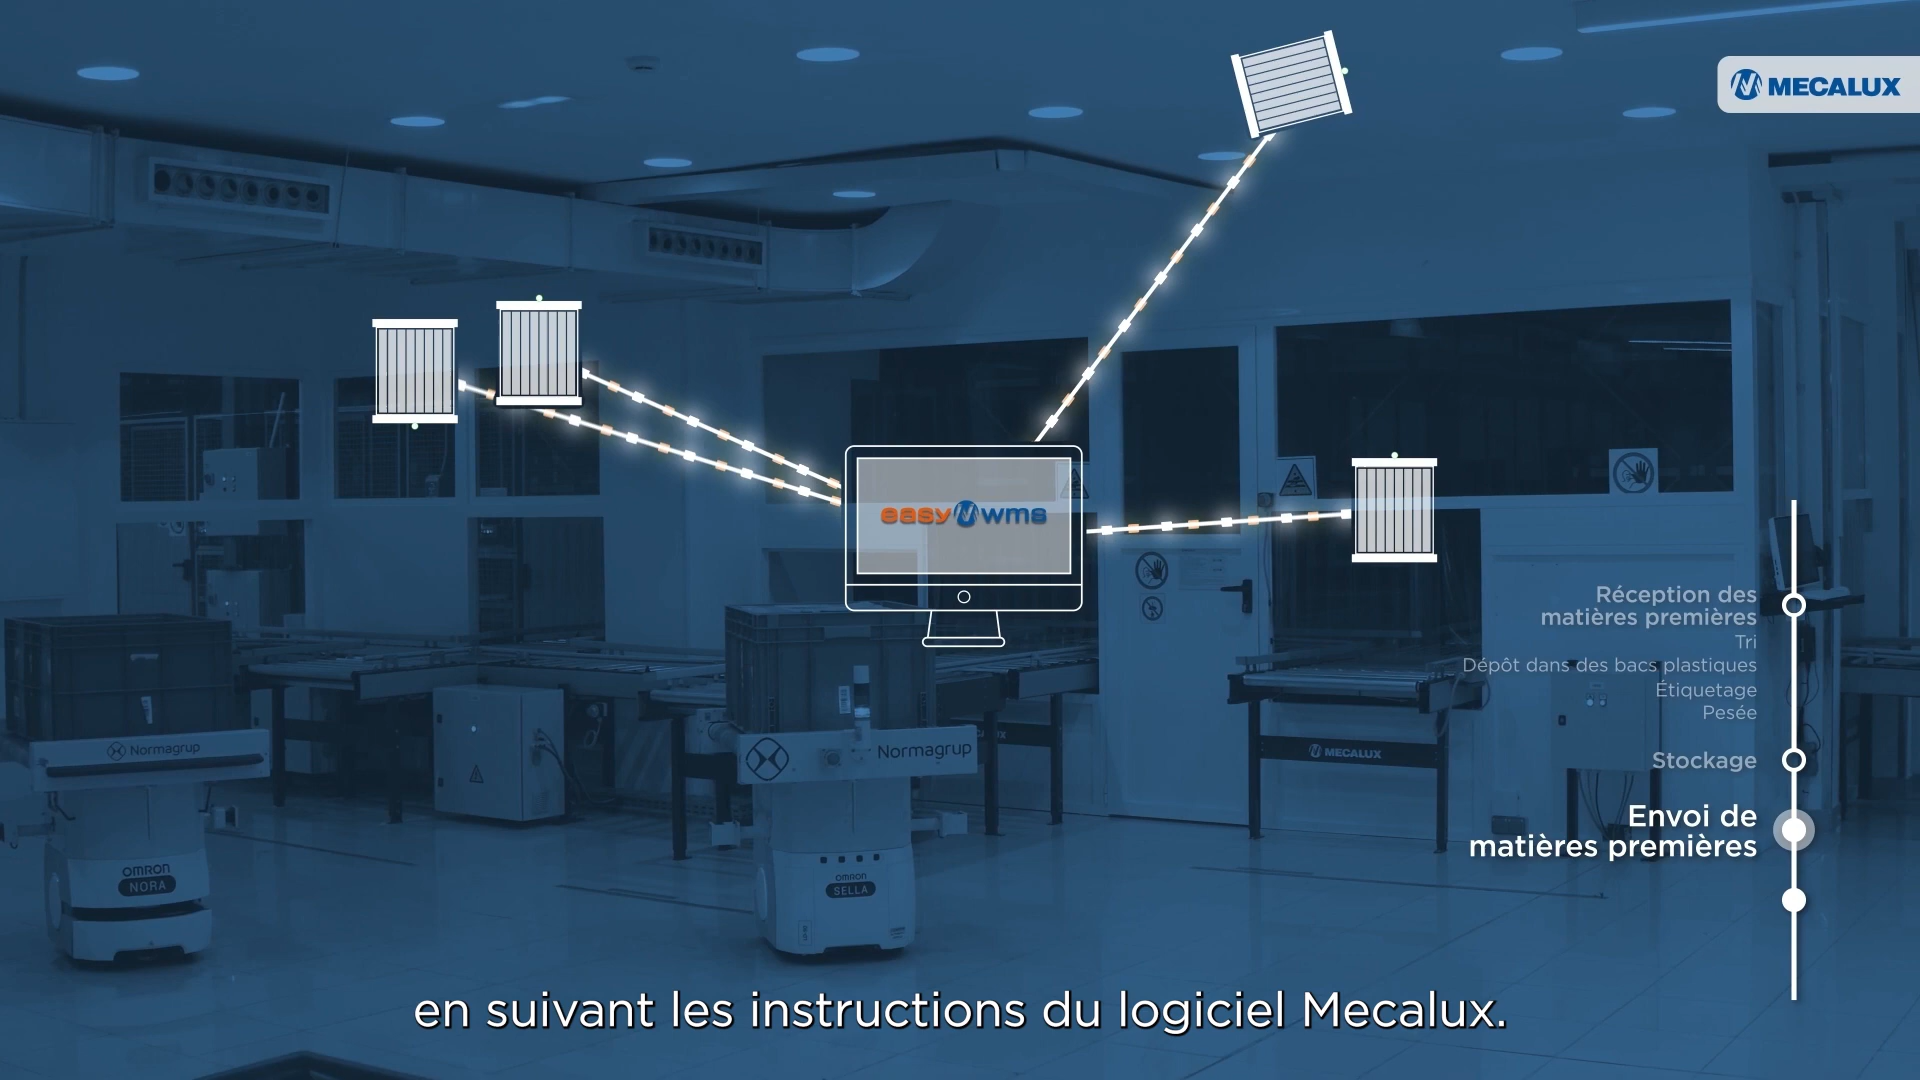 MECALUX
easy wms
Réception des
matières premières
Tri
Dépôt dans des bacs plastiques
Étiquetage
Pesée
Stockage
Envoi de
matières premières
MECALUX
Normagrup
Normagrup
OMRON
NORA
OMRON
SELLA
en suivant les instructions du logiciel Mecalux.